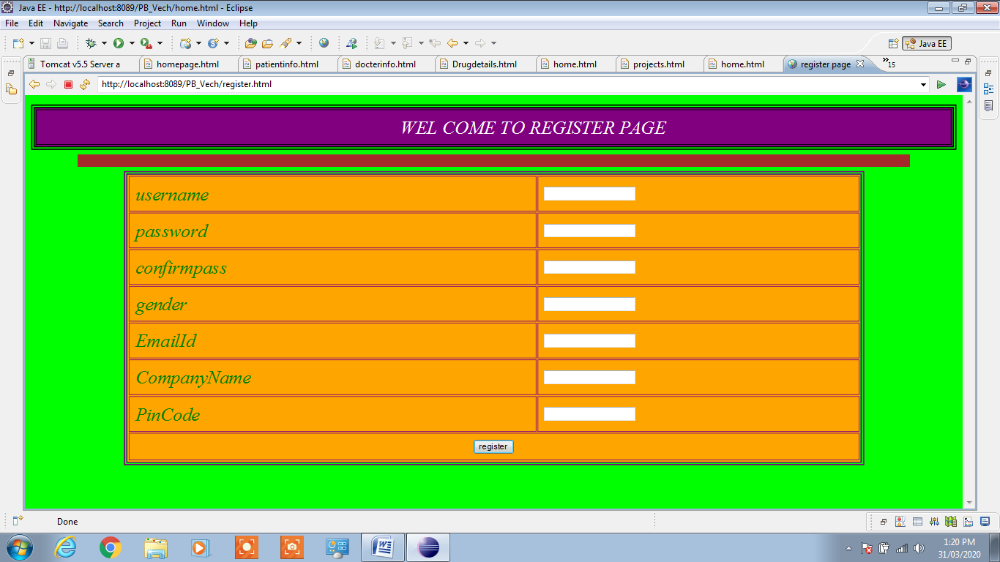 Java EE - http://localhost:8089/PB_Vech/home.html - Eclipse
File Edit Navigate Search Project Run Window Help
Java EE
Tomcat v5.5 Server a homepage.html patientinfo.html docterinfo.html Drugdetails.html home.html projects.html home.html register page »15
http://localhost:8089/PB_Vech/register.html
WEL COME TO REGISTER PAGE
username
password
confirmpass
gender
EmailId
CompanyName
PinCode
register
Done
1:20 PM
31/03/2020